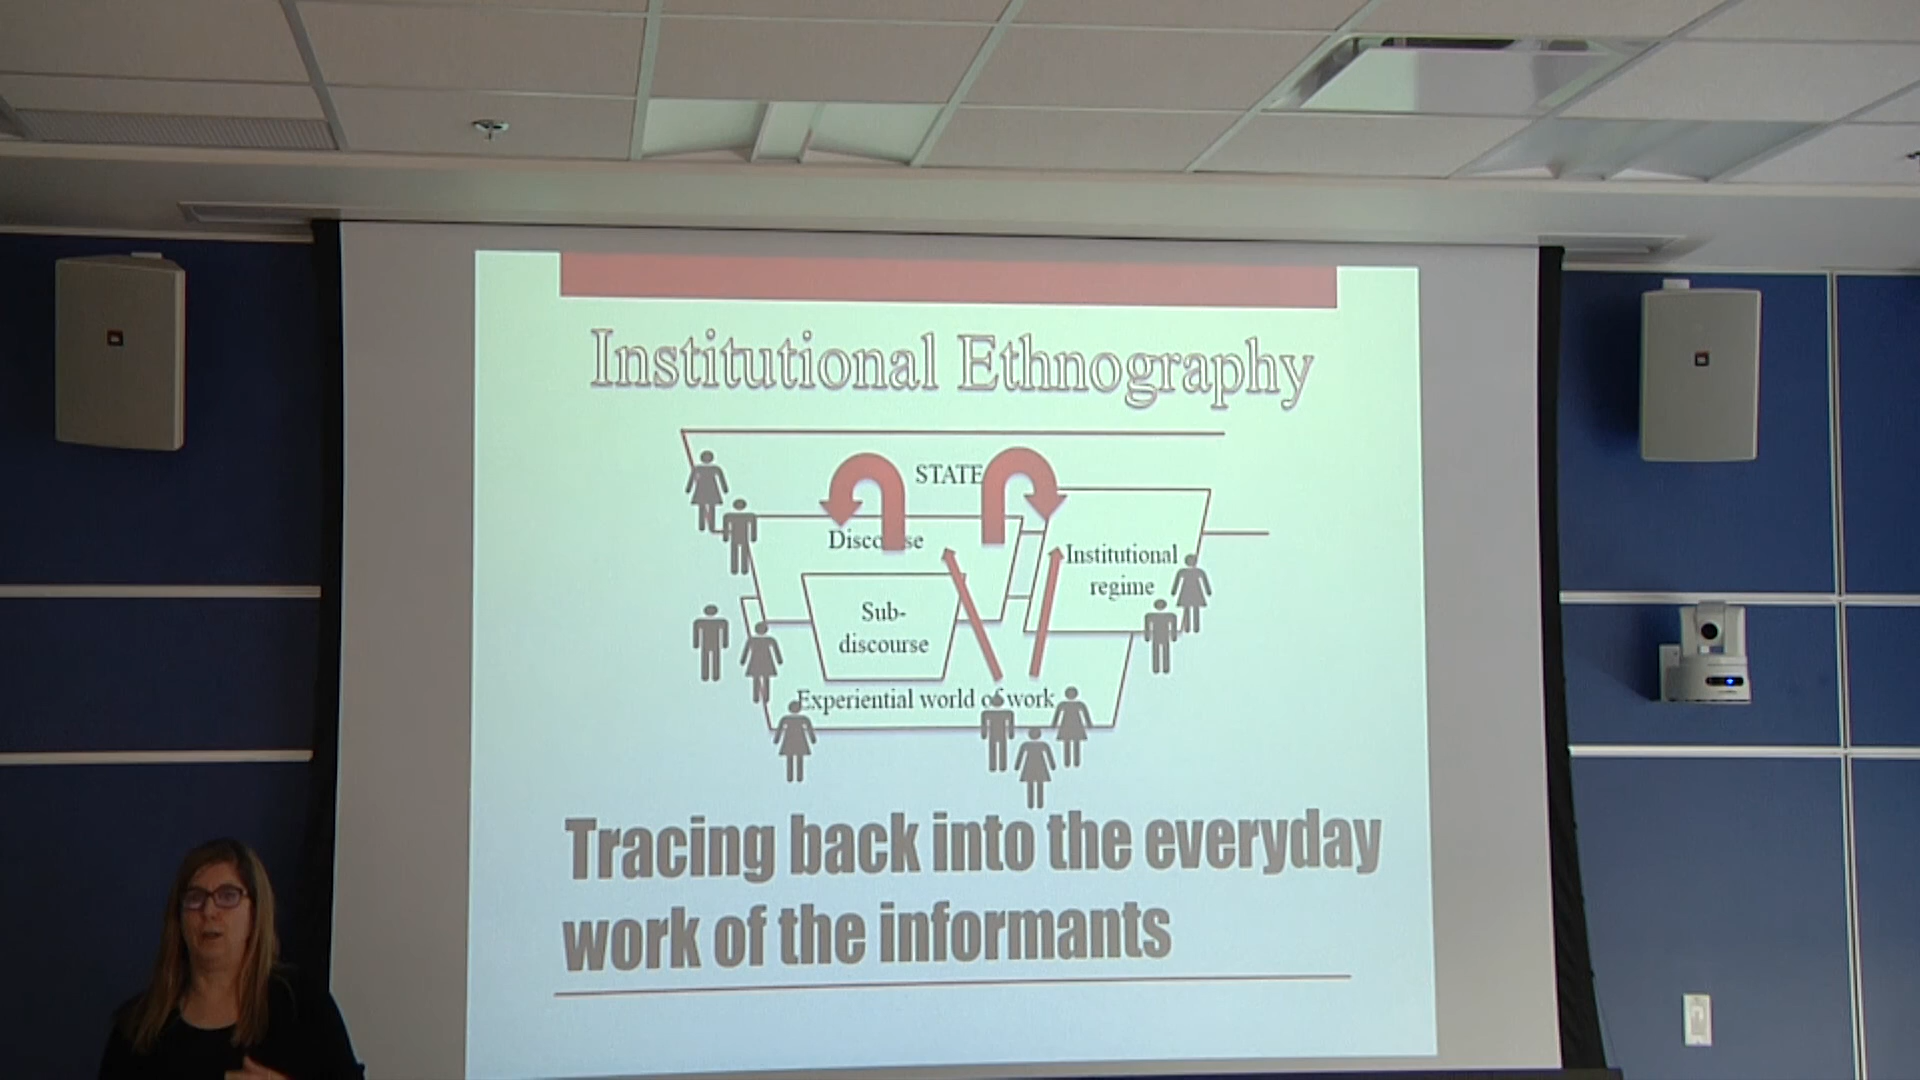 Institutional Ethnography
STATE
Discourse
Institutional
regime
Sub-
discourse
Experiential world of work
Tracing back into the everyday
work of the informants